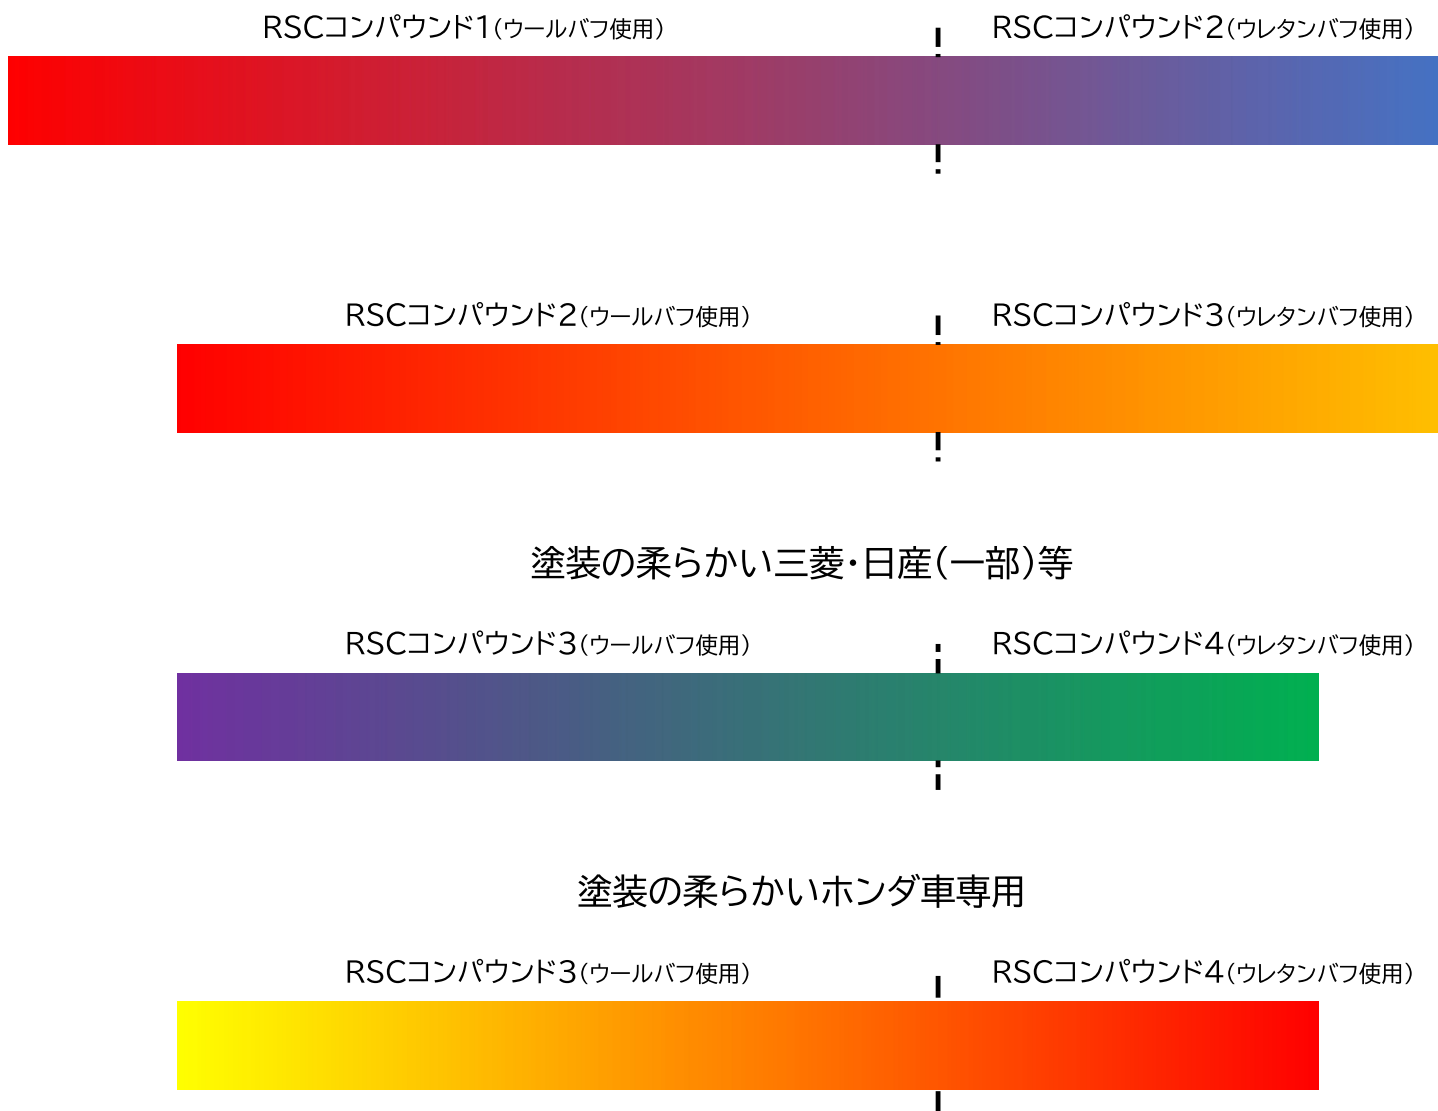 RSCコンパウンド1(ウールバフ使用) RSCコンパウンド2(ウレタンバフ使用)
RSCコンパウンド2(ウールバフ使用) RSCコンパウンド3(ウレタンバフ使用)
塗装の柔らかい三菱・日産(一部)等
RSCコンパウンド3(ウールバフ使用) RSCコンパウンド4(ウレタンバフ使用)
塗装の柔らかいホンダ車専用
RSCコンパウンド3(ウールバフ使用) RSCコンパウンド4(ウレタンバフ使用)